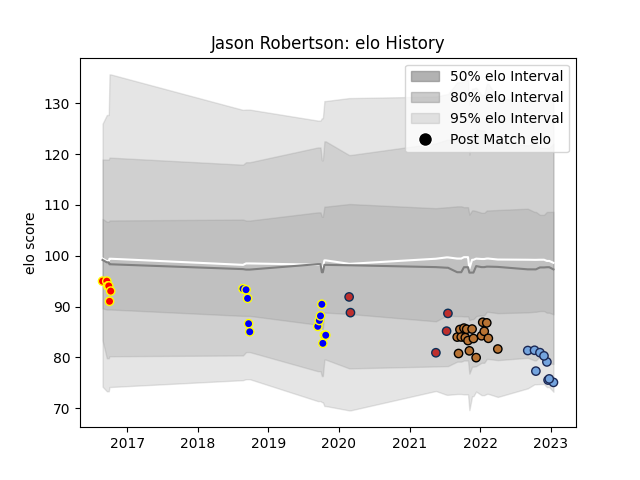 Jason Robertson: elo History
50% elo Interval
80% elo Interval
95% elo Interval
Post Match elo
elo score
130
120
110
100
90
80
70
2017 2018 2019 2020 2021 2022 2023